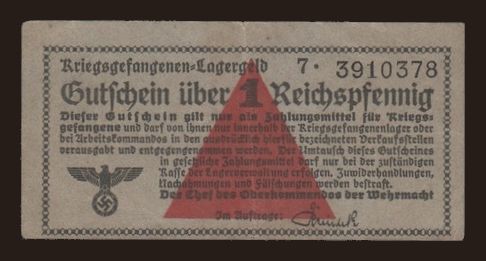 Kriegsgefangenen-Lagergeld 7 · 3910378
Gutschein über 1 Reichspfennig
Dieser Gutschein gilt nur als Zahlungsmittel für Kriegs-
gefangene und darf von ihnen nur innerhalb der Kriegsgefangenenlager oder
bei Arbeitskommandos in den ausdrücklich hierfür bezeichneten Verkaufsstellen
verausgabt und entgegengenommen werden. Der Umtausch dieses Gutscheines
in gesetzliche Zahlungsmittel darf nur bei der zuständigen
Kasse der Lagerverwaltung erfolgen. Zuwiderhandlungen,
Nachahmungen und Fälschungen werden bestraft.
Der Chef des Oberkommandos der Wehrmacht
Im Auftrage: